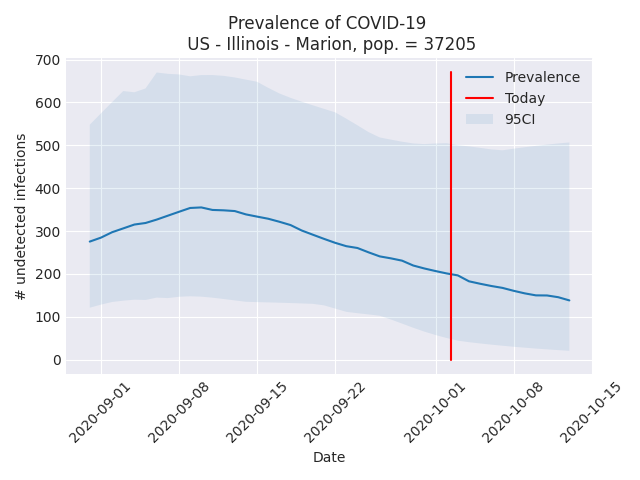 Prevalence of COVID-19
US - Illinois - Marion, pop. = 37205
700
600
500
400
300
200
100
0
# undetected infections
Prevalence
Today
95CI
2020-09-01
2020-09-08
2020-09-15
2020-09-22
2020-10-01
2020-10-08
2020-10-15
Date